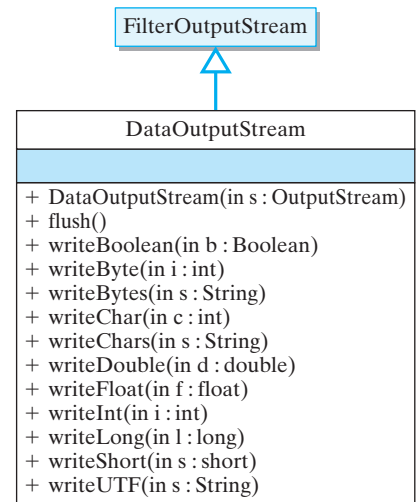 FilterOutputStream
DataOutputStream
+ DataOutputStream(in s : OutputStream)
+ flush()
+ writeBoolean(in b : Boolean)
+ writeByte(in i : int)
+ writeBytes(in s : String)
+ writeChar(in c : int)
+ writeChars(in s : String)
+ writeDouble(in d : double)
+ writeFloat(in f : float)
+ writeInt(in i : int)
+ writeLong(in l : long)
+ writeShort(in s : short)
+ writeUTF(in s : String)